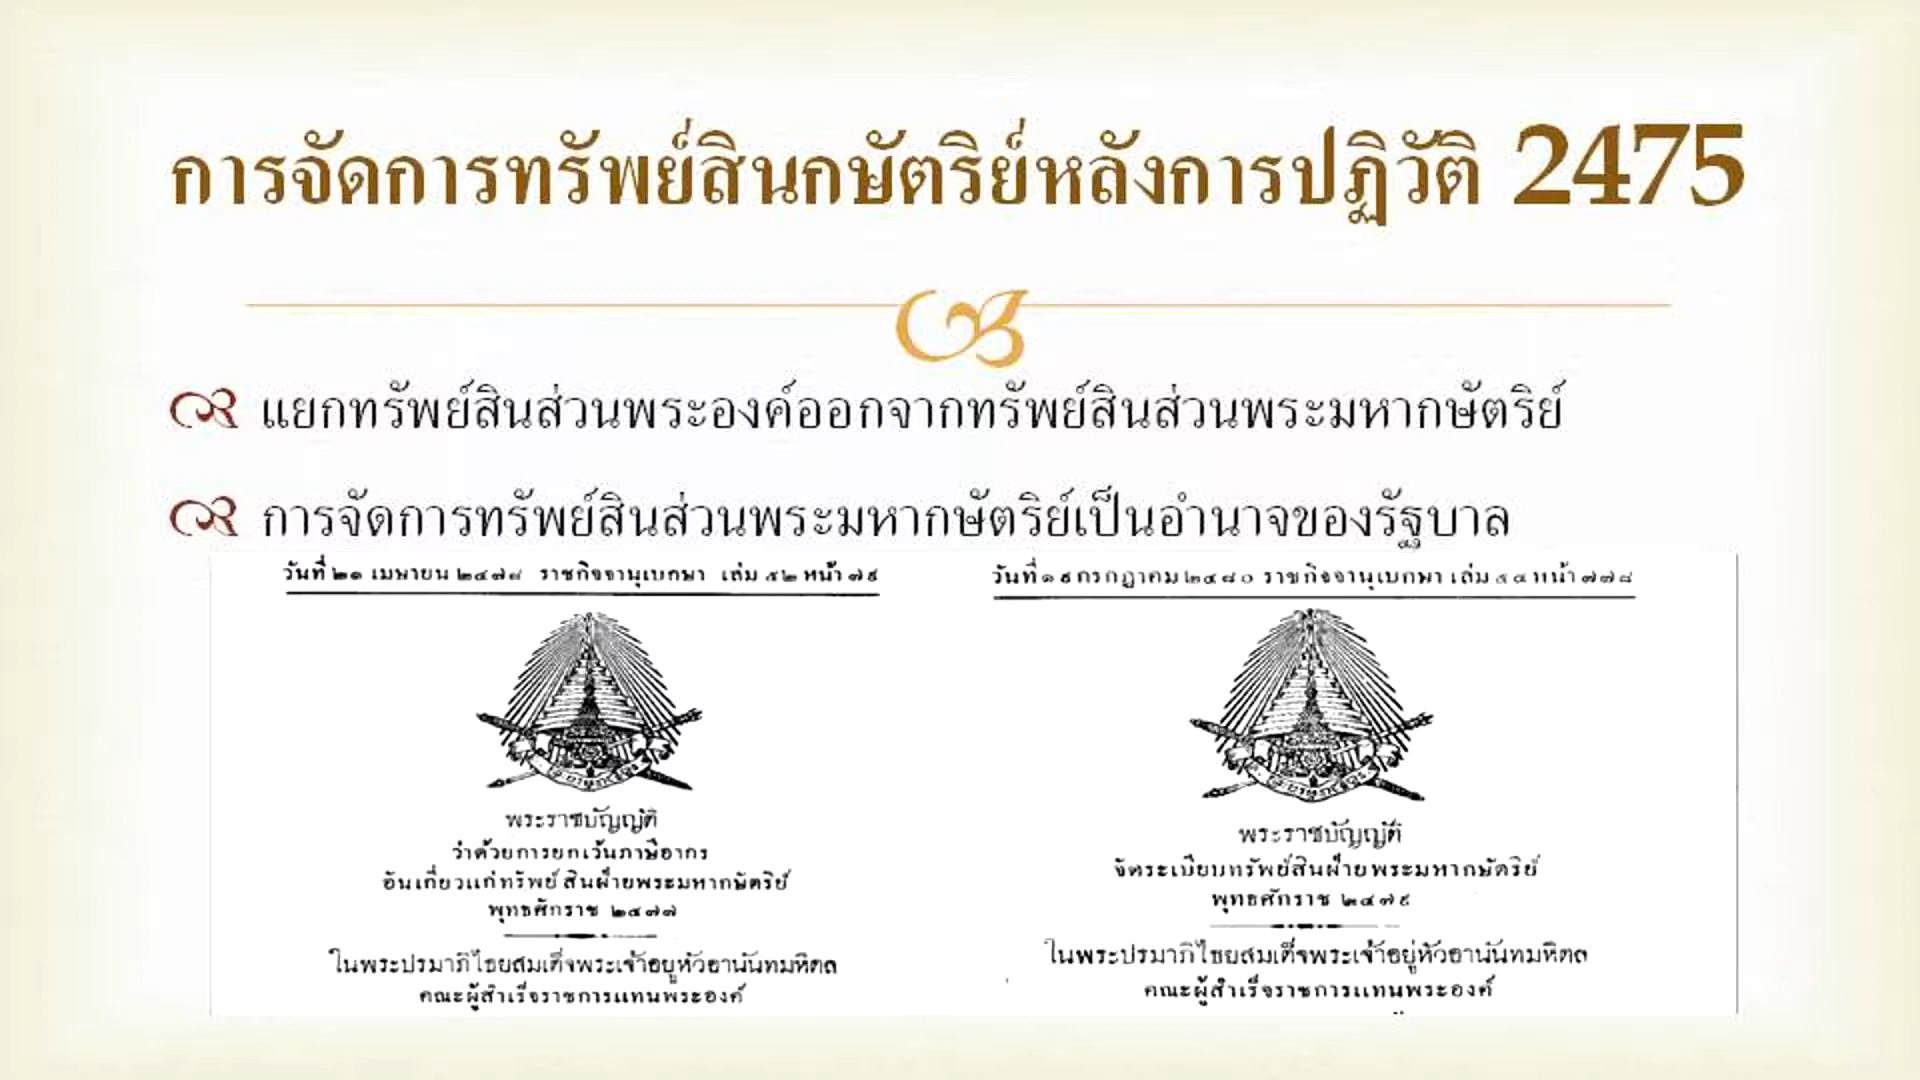 การจัดการทรัพย์สินกษัตริย์หลังการปฏิวัติ 2475
แยกทรัพย์สินส่วนพระองค์ออกจากทรัพย์สินส่วนพระมหากษัตริย์
การจัดการทรัพย์สินส่วนพระมหากษัตริย์เป็นอำนาจของรัฐบาล
วันที่ ๒๑ เมษายน ๒๔๗๘ ราชกิจจานุเบกษา เล่ม ๕๒ หน้า ๗๙
พระราชบัญญัติ
ว่าด้วยการยกเว้นภาษีอากร
อันเกี่ยวแก่ทรัพย์สินฝ่ายพระมหากษัตริย์
พุทธศักราช ๒๔๗๗
ในพระปรมาภิไธยสมเด็จพระเจ้าอยู่หัวอานันทมหิดล
คณะผู้สำเร็จราชการแทนพระองค์
วันที่ ๑๙ กรกฎาคม ๒๔๘๐ ราชกิจจานุเบกษา เล่ม ๕๔ หน้า ๗๗๘
พระราชบัญญัติ
จัดระเบียบทรัพย์สินฝ่ายพระมหากษัตริย์
พุทธศักราช ๒๔๗๙
ในพระปรมาภิไธยสมเด็จพระเจ้าอยู่หัวอานันทมหิดล
คณะผู้สำเร็จราชการแทนพระองค์